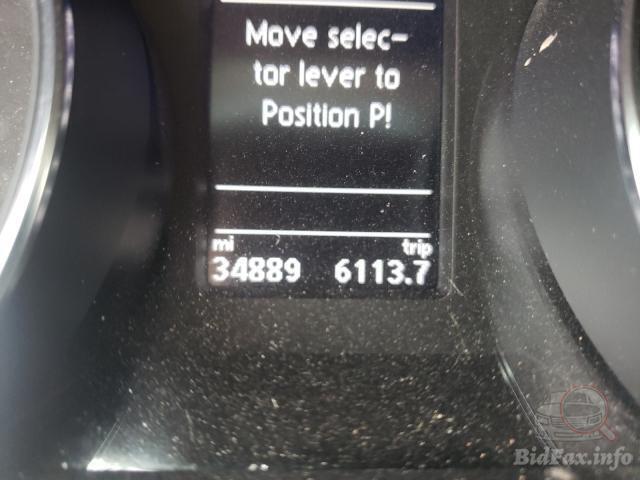 Move selec-
tor lever to
Position P!
mi trip
34889 6113.7
BidFax.info